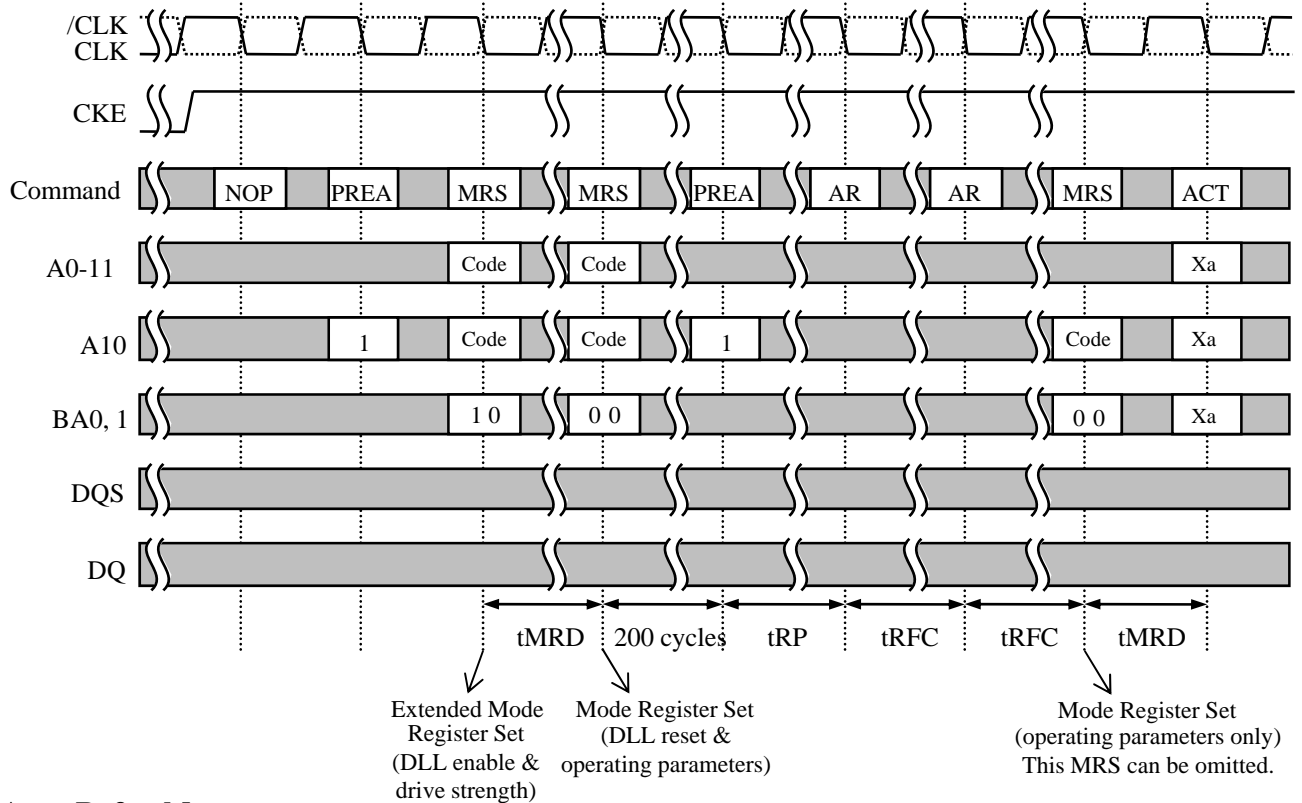 /CLK
CLK
CKE
Command NOP PREA MRS MRS PREA AR AR MRS ACT
A0-11 Code Code Xa
A10 1 Code Code 1 Code Xa
BA0, 1 1 0 0 0 0 0 Xa
DQS
DQ
tMRD 200 cycles tRP tRFC tRFC tMRD
Extended Mode
Register Set
(DLL enable &
drive strength)
Mode Register Set
(DLL reset &
operating parameters)
Mode Register Set
(operating parameters only)
This MRS can be omitted.